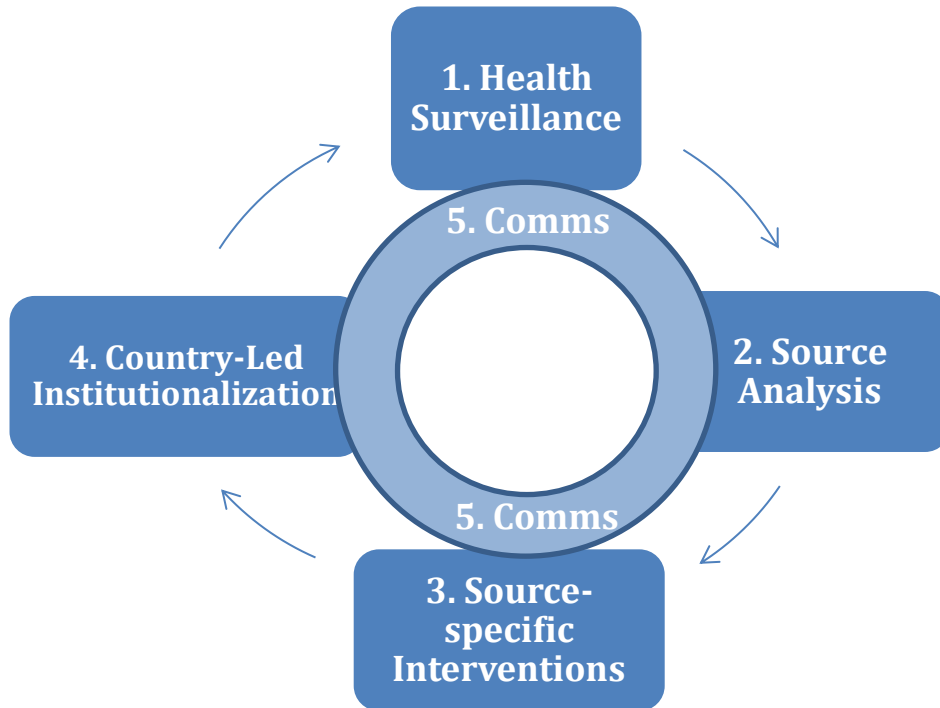 1. Health
Surveillance
5. Comms
2. Source
Analysis
4. Country-Led
Institutionalization
5. Comms
3. Source-
specific
Interventions